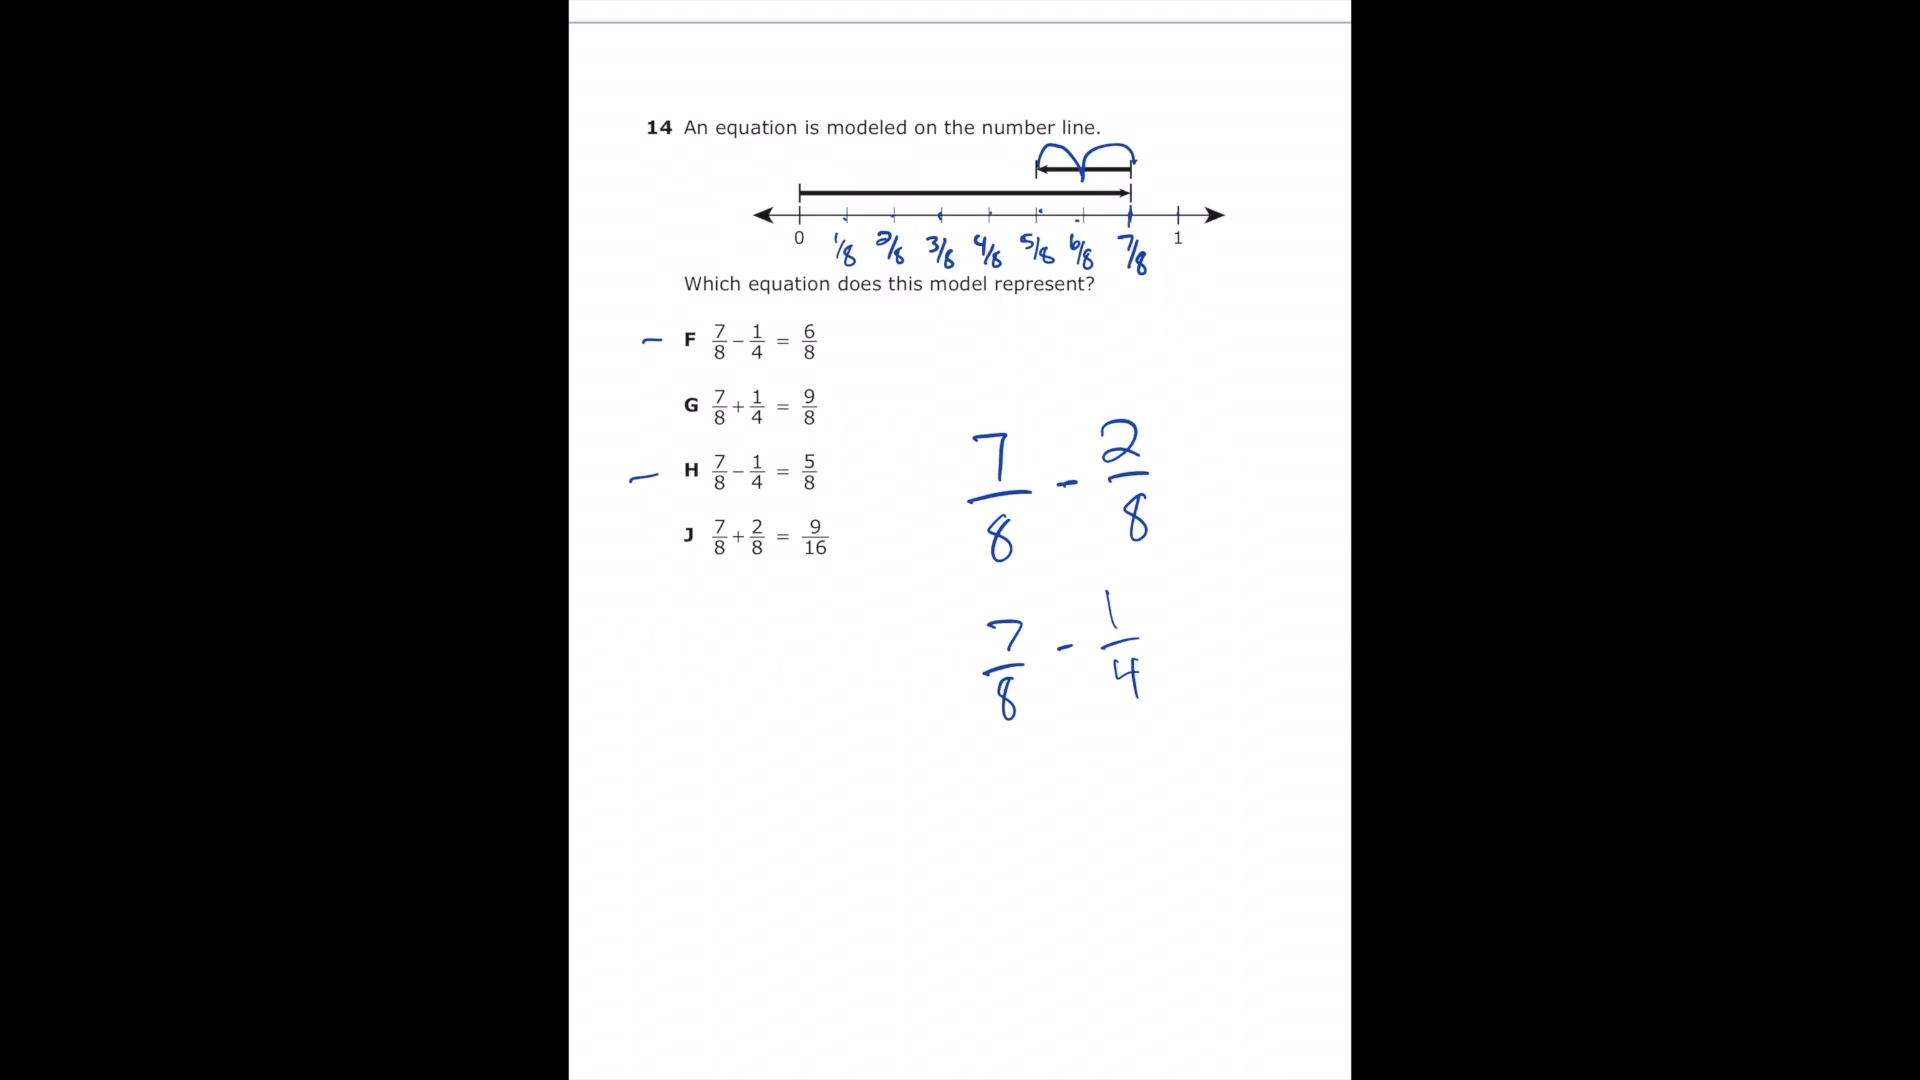 14 An equation is modeled on the number line.
0 1/8 2/8 3/8 4/8 5/8 6/8 7/8 1
Which equation does this model represent?
– F 7/8 − 1/4 = 6/8
G 7/8 + 1/4 = 9/8
– H 7/8 − 1/4 = 5/8
J 7/8 + 2/8 = 9/16
7/8 - 2/8
7/8 - 1/4